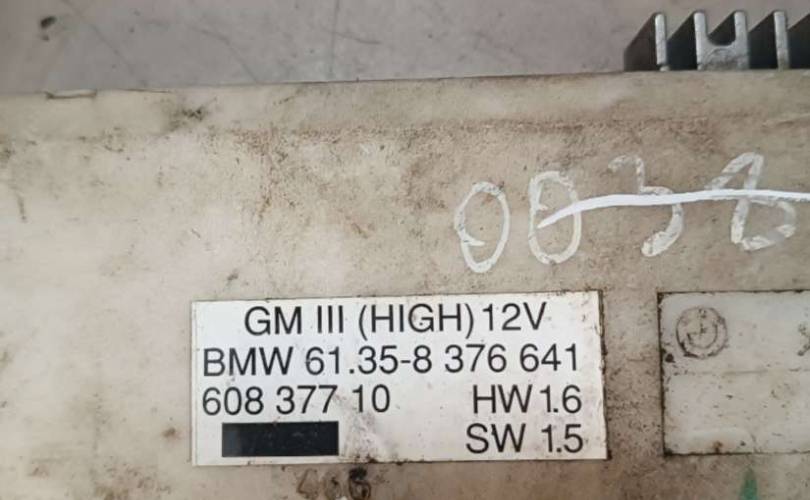 0038
GM III (HIGH) 12V
BMW 61.35-8 376 641
608 377 10 HW 1.6
SW 1.5